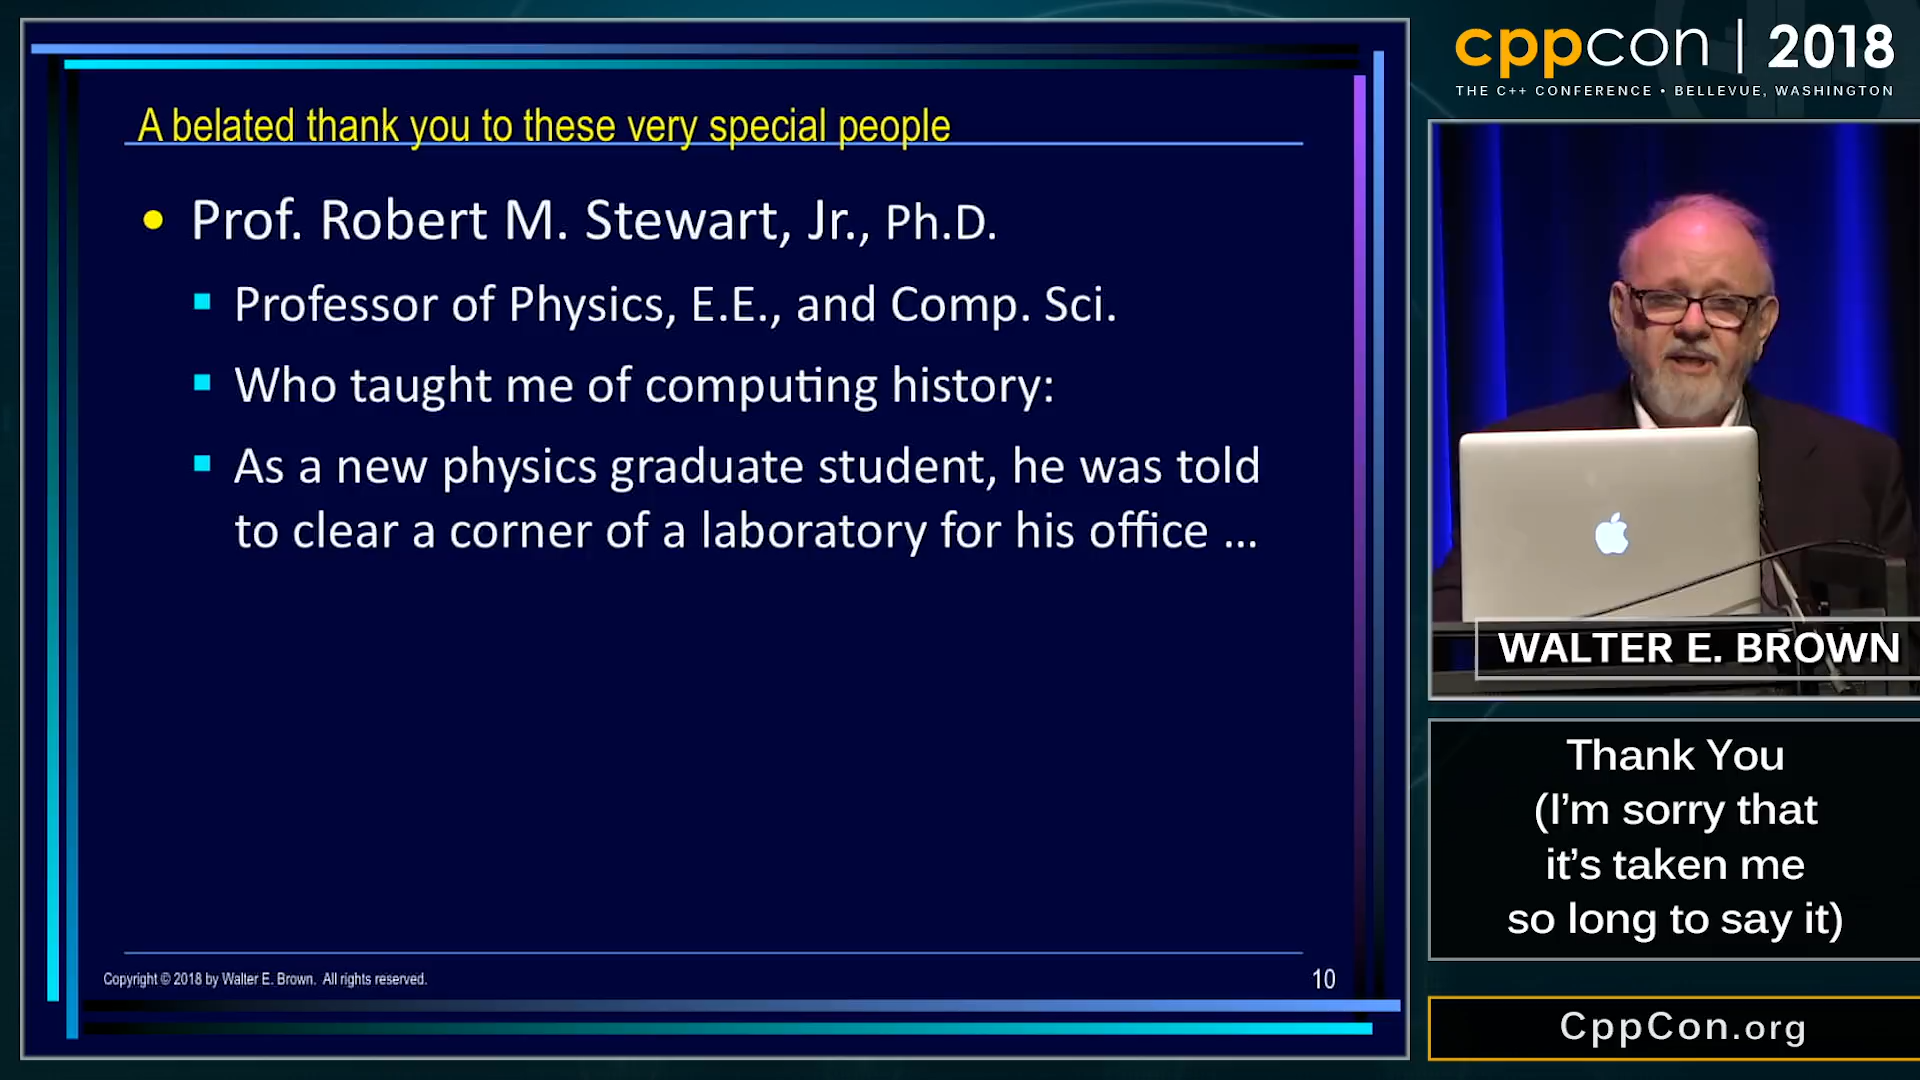 A belated thank you to these very special people
• Prof. Robert M. Stewart, Jr., Ph.D.
▪ Professor of Physics, E.E., and Comp. Sci.
▪ Who taught me of computing history:
▪ As a new physics graduate student, he was told
to clear a corner of a laboratory for his office ...
Copyright © 2018 by Walter E. Brown. All rights reserved.
10
cppcon | 2018
THE C++ CONFERENCE • BELLEVUE, WASHINGTON
WALTER E. BROWN
Thank You
(I'm sorry that
it's taken me
so long to say it)
CppCon.org